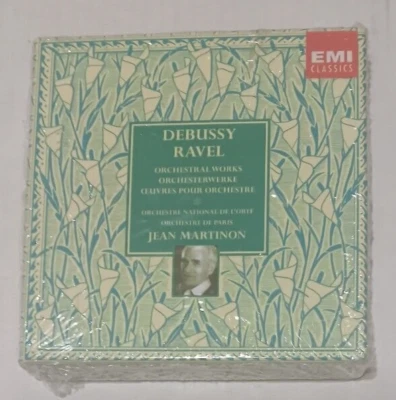 EMI
CLASSICS
DEBUSSY
RAVEL
ORCHESTRAL WORKS
ORCHESTERWERKE
ŒUVRES POUR ORCHESTRE
ORCHESTRE NATIONAL DE L'ORTF
ORCHESTRE DE PARIS
JEAN MARTINON